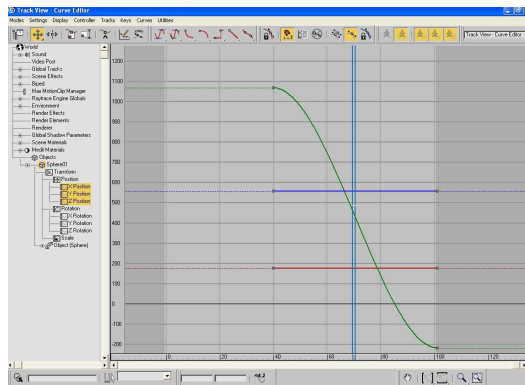 Track View - Curve Editor
Modes Settings Display Controller Tracks Keys Curves Utilities
Track View - Curve Editor
World
Sound
Video Post
Global Tracks
Scene Effects
Biped
Max MotionClip Manager
Raytrace Engine Globals
Environment
Render Effects
Render Elements
Renderer
Global Shadow Parameters
Scene Materials
Medit Materials
Objects
Sphere01
Transform
Position
X Position
Y Position
Z Position
Rotation
X Rotation
Y Rotation
Z Rotation
Scale
Object (Sphere)
1200
1100
1000
900
800
700
600
500
400
300
200
100
0
-100
-200
0 20 40 60 80 100 120